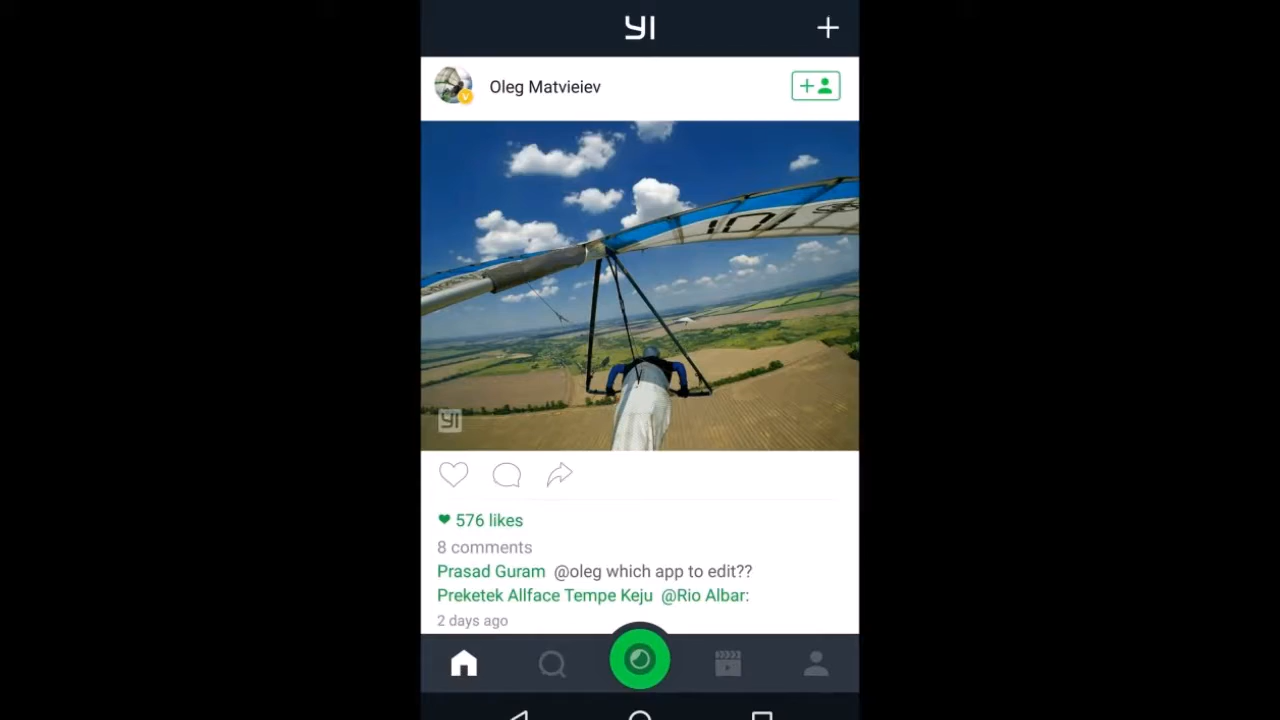 YI
Oleg Matvieiev
YI
576 likes
8 comments
Prasad Guram @oleg which app to edit??
Preketek Allface Tempe Keju @Rio Albar:
2 days ago